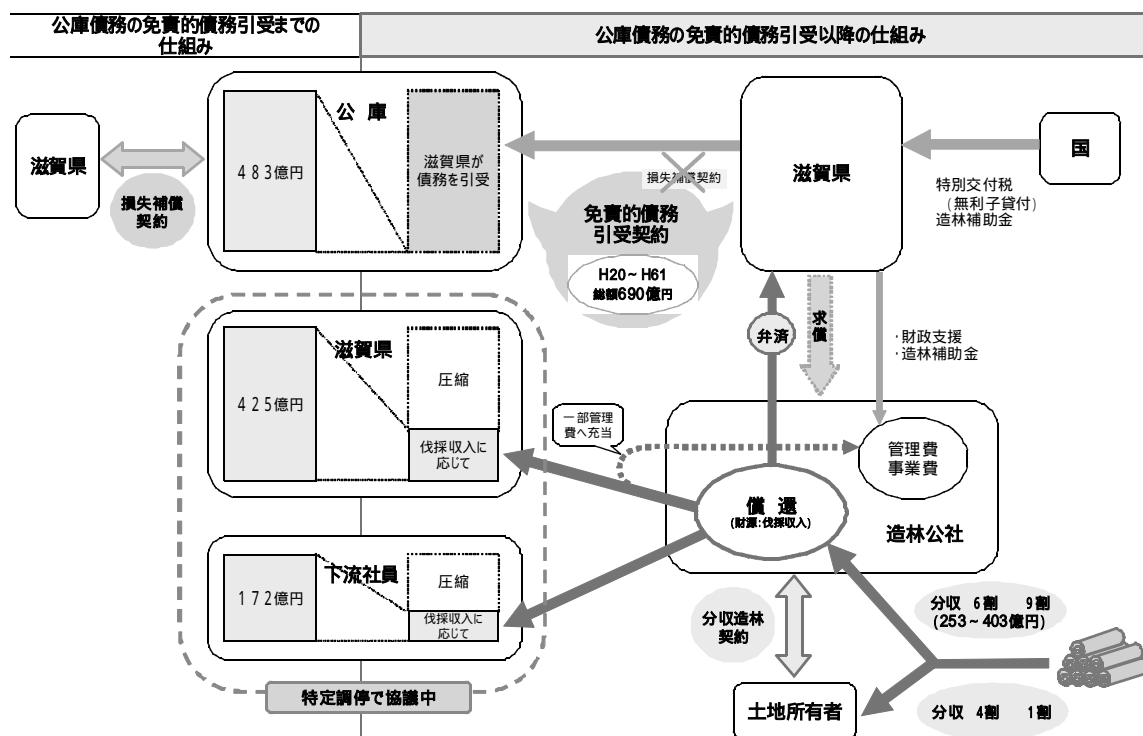 公庫債務の免責的債務引受までの
仕組み
公庫債務の免責的債務引受以降の仕組み
滋賀県
損失補償
契約
公 庫
483億円
滋賀県が
債務を引受
損失補償契約
免責的債務
引受契約
H20～H61
総額690億円
滋賀県
国
特別交付税
（無利子貸付）
造林補助金
滋賀県
425億円
圧縮
伐採収入に
応じて
弁済
求
償
・財政支援
・造林補助金
一部管理
費へ充当
管理費
事業費
償 還
(財源:伐採収入)
造林公社
下流社員
172億円
圧縮
伐採収入に
応じて
特定調停で協議中
分収造林
契約
分収 6割 9割
(253～403億円)
土地所有者
分収 4割 1割